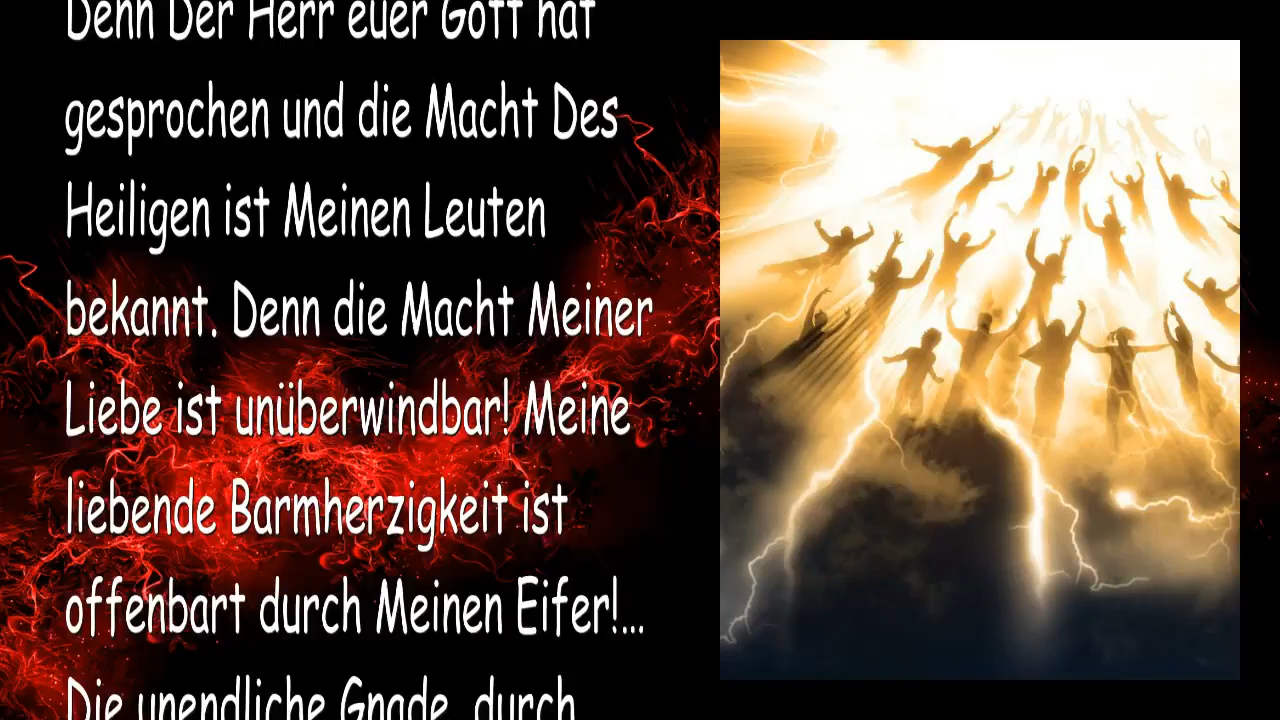 Denn Der Herr euer Gott hat
gesprochen und die Macht Des
Heiligen ist Meinen Leuten
bekannt. Denn die Macht Meiner
Liebe ist unüberwindbar! Meine
liebende Barmherzigkeit ist
offenbart durch Meinen Eifer!...
Die unendliche Gnade, durch